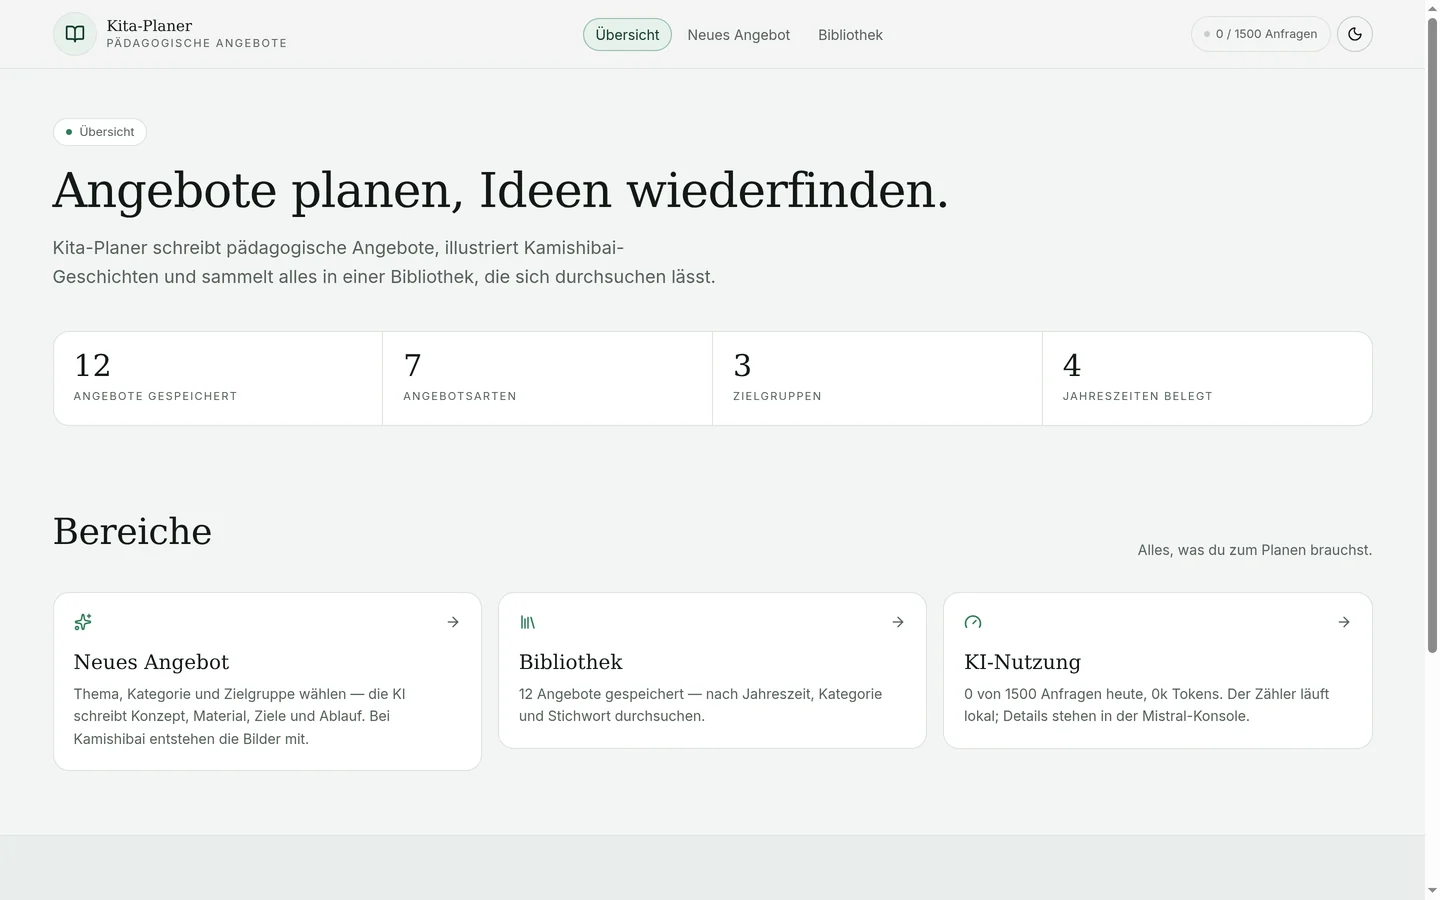 Kita-Planer
PÄDAGOGISCHE ANGEBOTE
Übersicht
Neues Angebot
Bibliothek
0 / 1500 Anfragen
Übersicht
Angebote planen, Ideen wiederfinden.
Kita-Planer schreibt pädagogische Angebote, illustriert Kamishibai-
Geschichten und sammelt alles in einer Bibliothek, die sich durchsuchen lässt.
12
ANGEBOTE GESPEICHERT
7
ANGEBOTSARTEN
3
ZIELGRUPPEN
4
JAHRESZEITEN BELEGT
Bereiche
Alles, was du zum Planen brauchst.
Neues Angebot
Thema, Kategorie und Zielgruppe wählen — die KI
schreibt Konzept, Material, Ziele und Ablauf. Bei
Kamishibai entstehen die Bilder mit.
Bibliothek
12 Angebote gespeichert — nach Jahreszeit, Kategorie
und Stichwort durchsuchen.
KI-Nutzung
0 von 1500 Anfragen heute, 0k Tokens. Der Zähler läuft
lokal; Details stehen in der Mistral-Konsole.